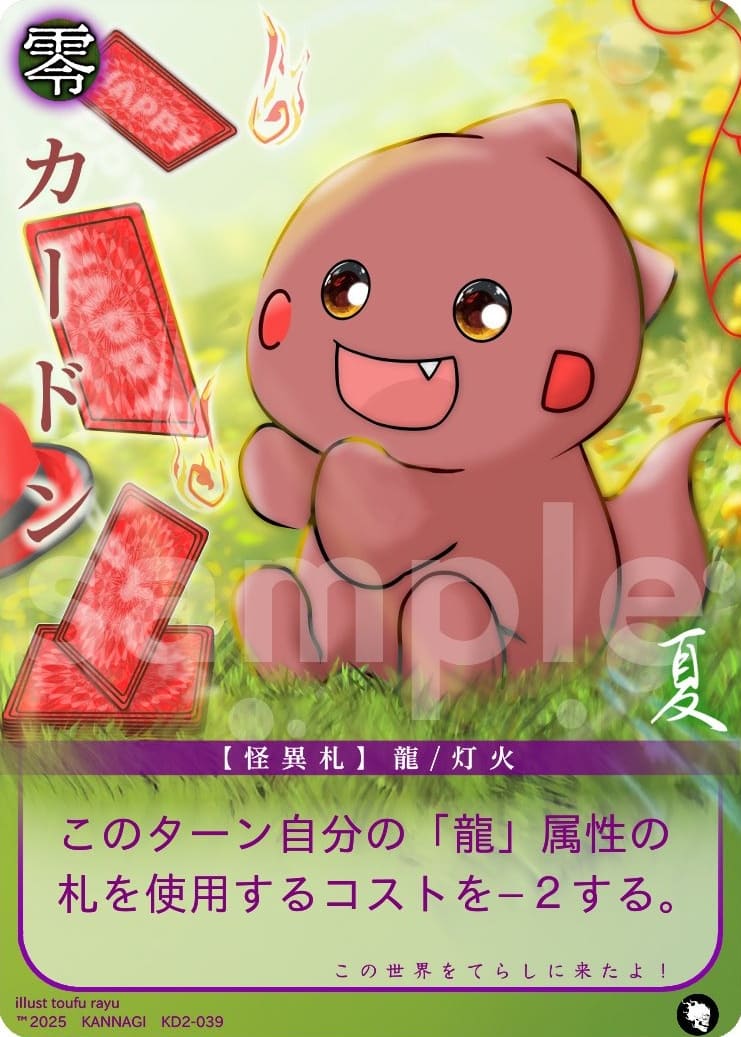 零
カードン
HAPPY
sample
夏
【怪異札】龍/灯火
このターン自分の「龍」属性の
札を使用するコストを−２する。
この世界をてらしに来たよ！
illust toufu rayu
™2025 KANNAGI KD2-039